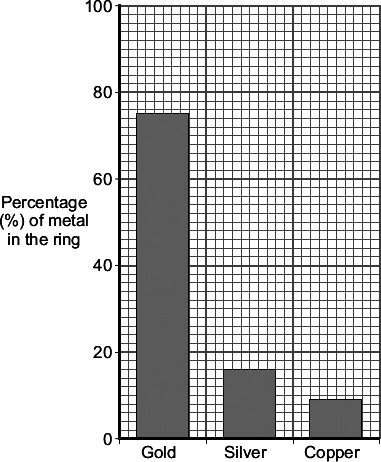 100
80
60
40
20
0
Percentage
(%) of metal
in the ring
Gold Silver Copper